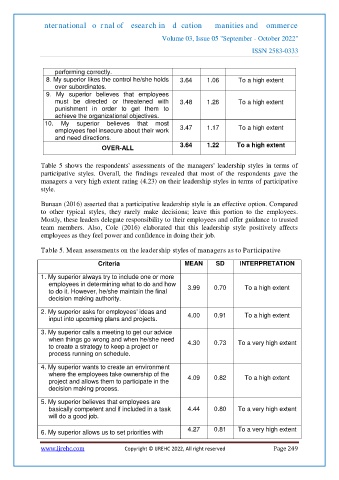 nternational o rnal of esearch in d cation manities and ommerce
Volume 03, Issue 05 "September - October 2022"
ISSN 2583-0333
performing correctly.
8. My superior likes the control he/she holds over subordinates. 3.64 1.06 To a high extent
9. My superior believes that employees must be directed or threatened with punishment in order to get them to achieve the organizational objectives. 3.48 1.26 To a high extent
10. My superior believes that most employees feel insecure about their work and need directions. 3.47 1.17 To a high extent
OVER-ALL 3.64 1.22 To a high extent
Table 5 shows the respondents' assessments of the managers' leadership styles in terms of
participative styles. Overall, the findings revealed that most of the respondents gave the
managers a very high extent rating (4.23) on their leadership styles in terms of participative
style.
Banaan (2016) asserted that a participative leadership style is an effective option. Compared
to other typical styles, they rarely make decisions; leave this portion to the employees.
Mostly, these leaders delegate responsibility to their employees and offer guidance to trusted
team members. Also, Cole (2016) elaborated that this leadership style positively affects
employees as they feel power and confidence in doing their job.
Table 5. Mean assessments on the leadership styles of managers as to Participative
Criteria MEAN SD INTERPRETATION
1. My superior always try to include one or more
employees in determining what to do and how
to do it. However, he/she maintain the final
decision making authority. 3.99 0.70 To a high extent
2. My superior asks for employees' ideas and
input into upcoming plans and projects. 4.00 0.91 To a high extent
3. My superior calls a meeting to get our advice
when things go wrong and when he/she need
to create a strategy to keep a project or
process running on schedule. 4.30 0.73 To a very high extent
4. My superior wants to create an environment
where the employees take ownership of the
project and allows them to participate in the
decision making process. 4.09 0.82 To a high extent
5. My superior believes that employees are
basically competent and if included in a task
will do a good job. 4.44 0.80 To a very high extent
6. My superior allows us to set priorities with 4.27 0.81 To a very high extent
www.ijrehc.com Copyright © IJREHC 2022, All right reserved Page 249